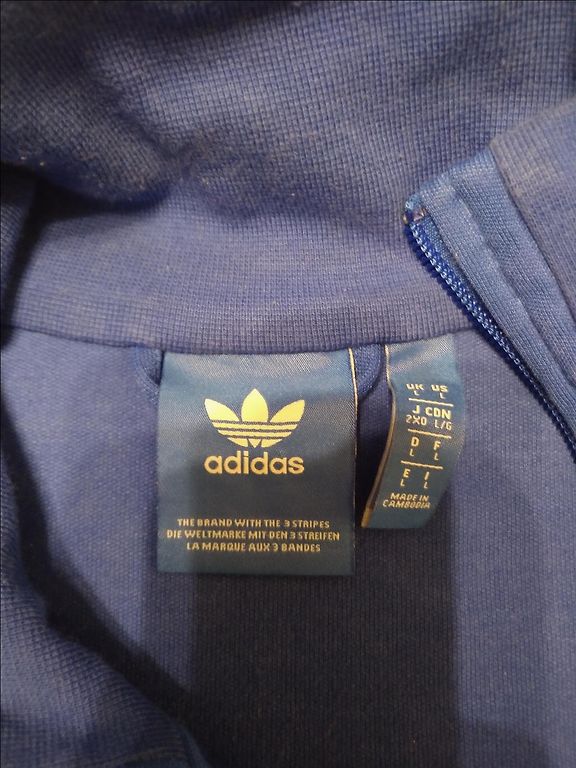 adidas
THE BRAND WITH THE 3 STRIPES
DIE WELTMARKE MIT DEN 3 STREIFEN
LA MARQUE AUX 3 BANDES
UK US
L L
J CDN
2XO L/G
D F
L L
E I
L L
MADE IN
CAMBODIA